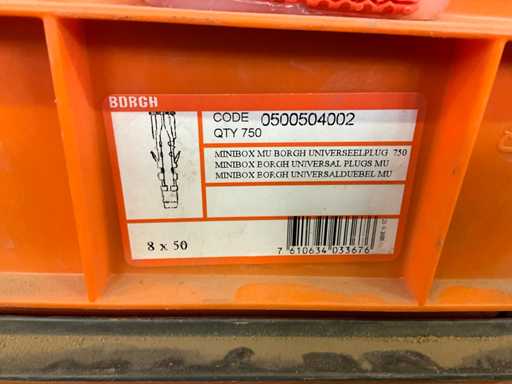 BORGH
CODE 0500504002
QTY 750
MINIBOX MU BORGH UNIVERSEELPLUG 750
MINIBOX BORGH UNIVERSAL PLUGS MU
MINIBOX BORGH UNIVERSALDUEBEL MU
8 x 50
7 610634 033676